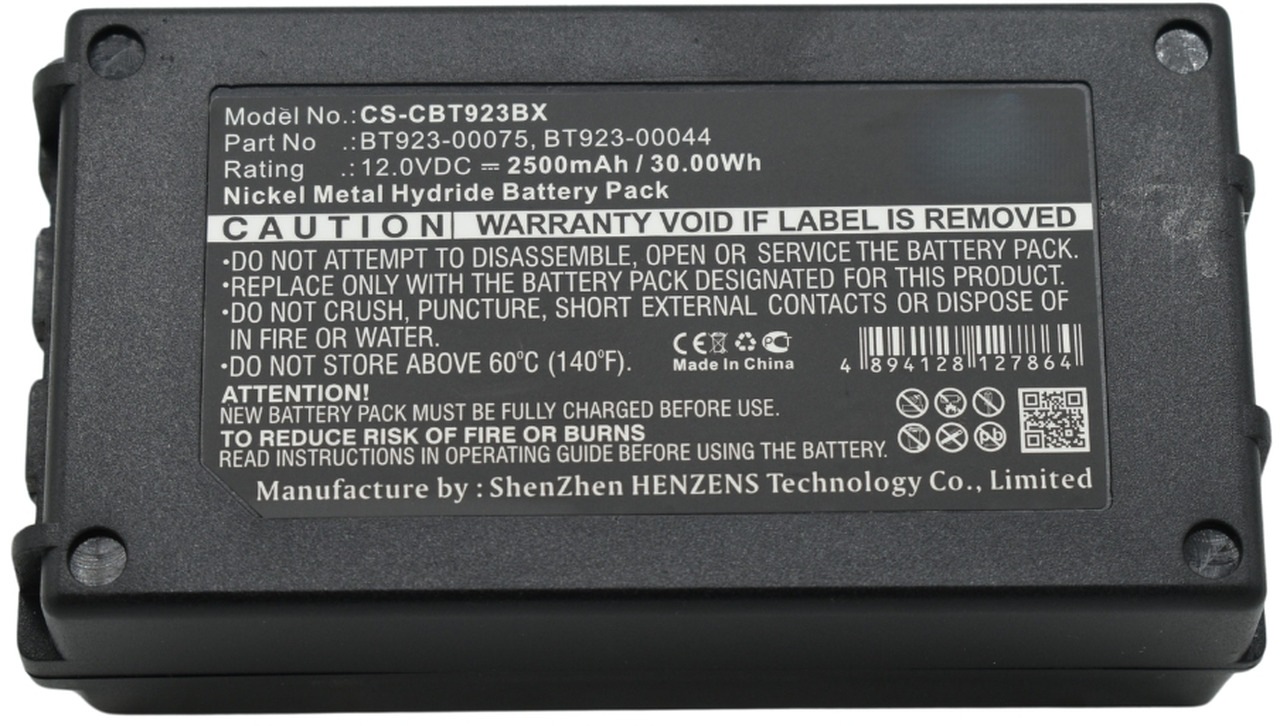 Model No.:CS-CBT923BX
Part No .:BT923-00075, BT923-00044
Rating .:12.0VDC ⎓ 2500mAh / 30.00Wh
Nickel Metal Hydride Battery Pack
CAUTION| WARRANTY VOID IF LABEL IS REMOVED
•DO NOT ATTEMPT TO DISASSEMBLE, OPEN OR SERVICE THE BATTERY PACK.
•REPLACE ONLY WITH THE BATTERY PACK DESIGNATED FOR THIS PRODUCT.
•DO NOT CRUSH, PUNCTURE, SHORT EXTERNAL CONTACTS OR DISPOSE OF
IN FIRE OR WATER.
•DO NOT STORE ABOVE 60°C (140°F).
CE
Made In China
4 894128 127864
ATTENTION!
NEW BATTERY PACK MUST BE FULLY CHARGED BEFORE USE.
TO REDUCE RISK OF FIRE OR BURNS
READ INSTRUCTIONS IN OPERATING GUIDE BEFORE USING THE BATTERY.
Manufacture by : ShenZhen HENZENS Technology Co., Limited